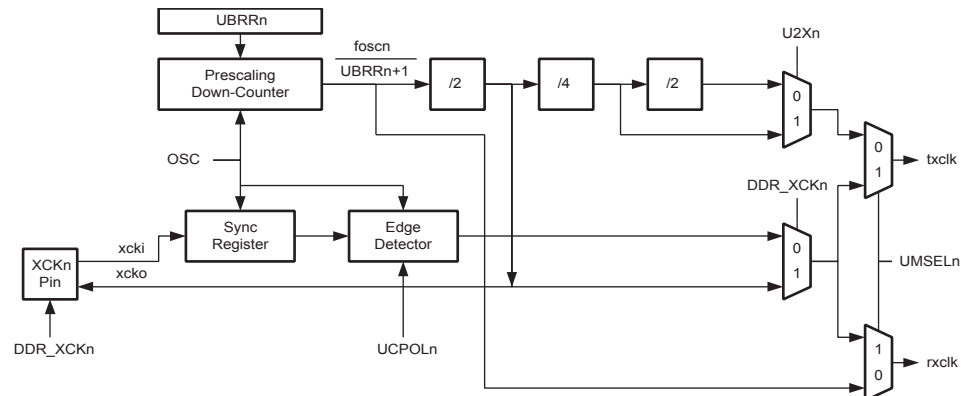 UBRRn
foscn
UBRRn+1
U2Xn
Prescaling
Down-Counter
/2
/4
/2
0
1
OSC
0
1
txclk
DDR_XCKn
Sync
Register
Edge
Detector
0
1
xcki
XCKn
Pin
xcko
UMSELn
DDR_XCKn
UCPOLn
1
0
rxclk